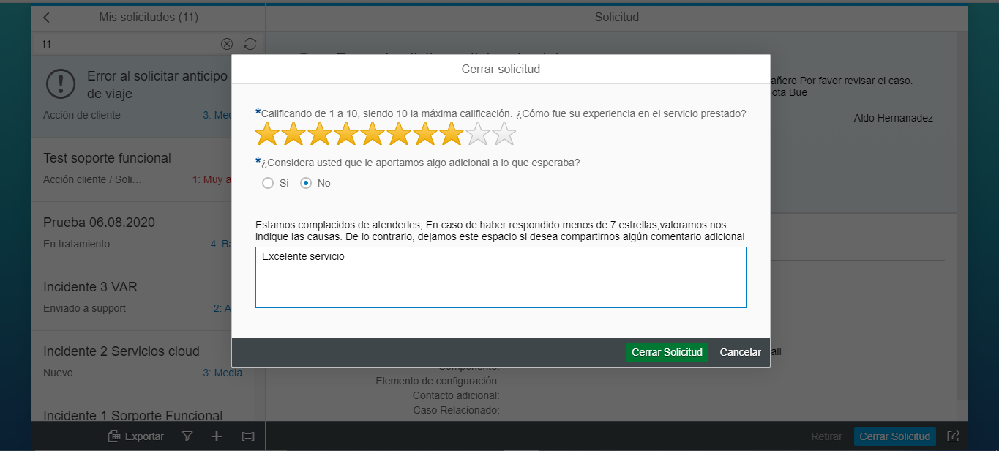 Mis solicitudes (11)
Solicitud
11
Error al solicitar anticipo
de viaje
Acción de cliente
3: Med
Test soporte funcional
Acción cliente / Soli...
1: Muy a
Prueba 06.08.2020
En tratamiento
4: Ba
Incidente 3 VAR
Enviado a support
2: A
Incidente 2 Servicios cloud
Nuevo
3: Media
Incidente 1 Sorporte Funcional
Exportar
añero Por favor revisar el caso.
ota Bue
Aldo Hernanadez
Cerrar solicitud
*Calificando de 1 a 10, siendo 10 la máxima calificación. ¿Cómo fue su experiencia en el servicio prestado?
*¿Considera usted que le aportamos algo adicional a lo que esperaba?
Si No
Estamos complacidos de atenderles, En caso de haber respondido menos de 7 estrellas,valoramos nos
indique las causas. De lo contrario, dejamos este espacio si desea compartirnos algún comentario adicional
Excelente servicio
Cerrar Solicitud Cancelar
all
Componente:
Elemento de configuración:
Contacto adicional:
Caso Relacionado:
Retirar Cerrar Solicitud